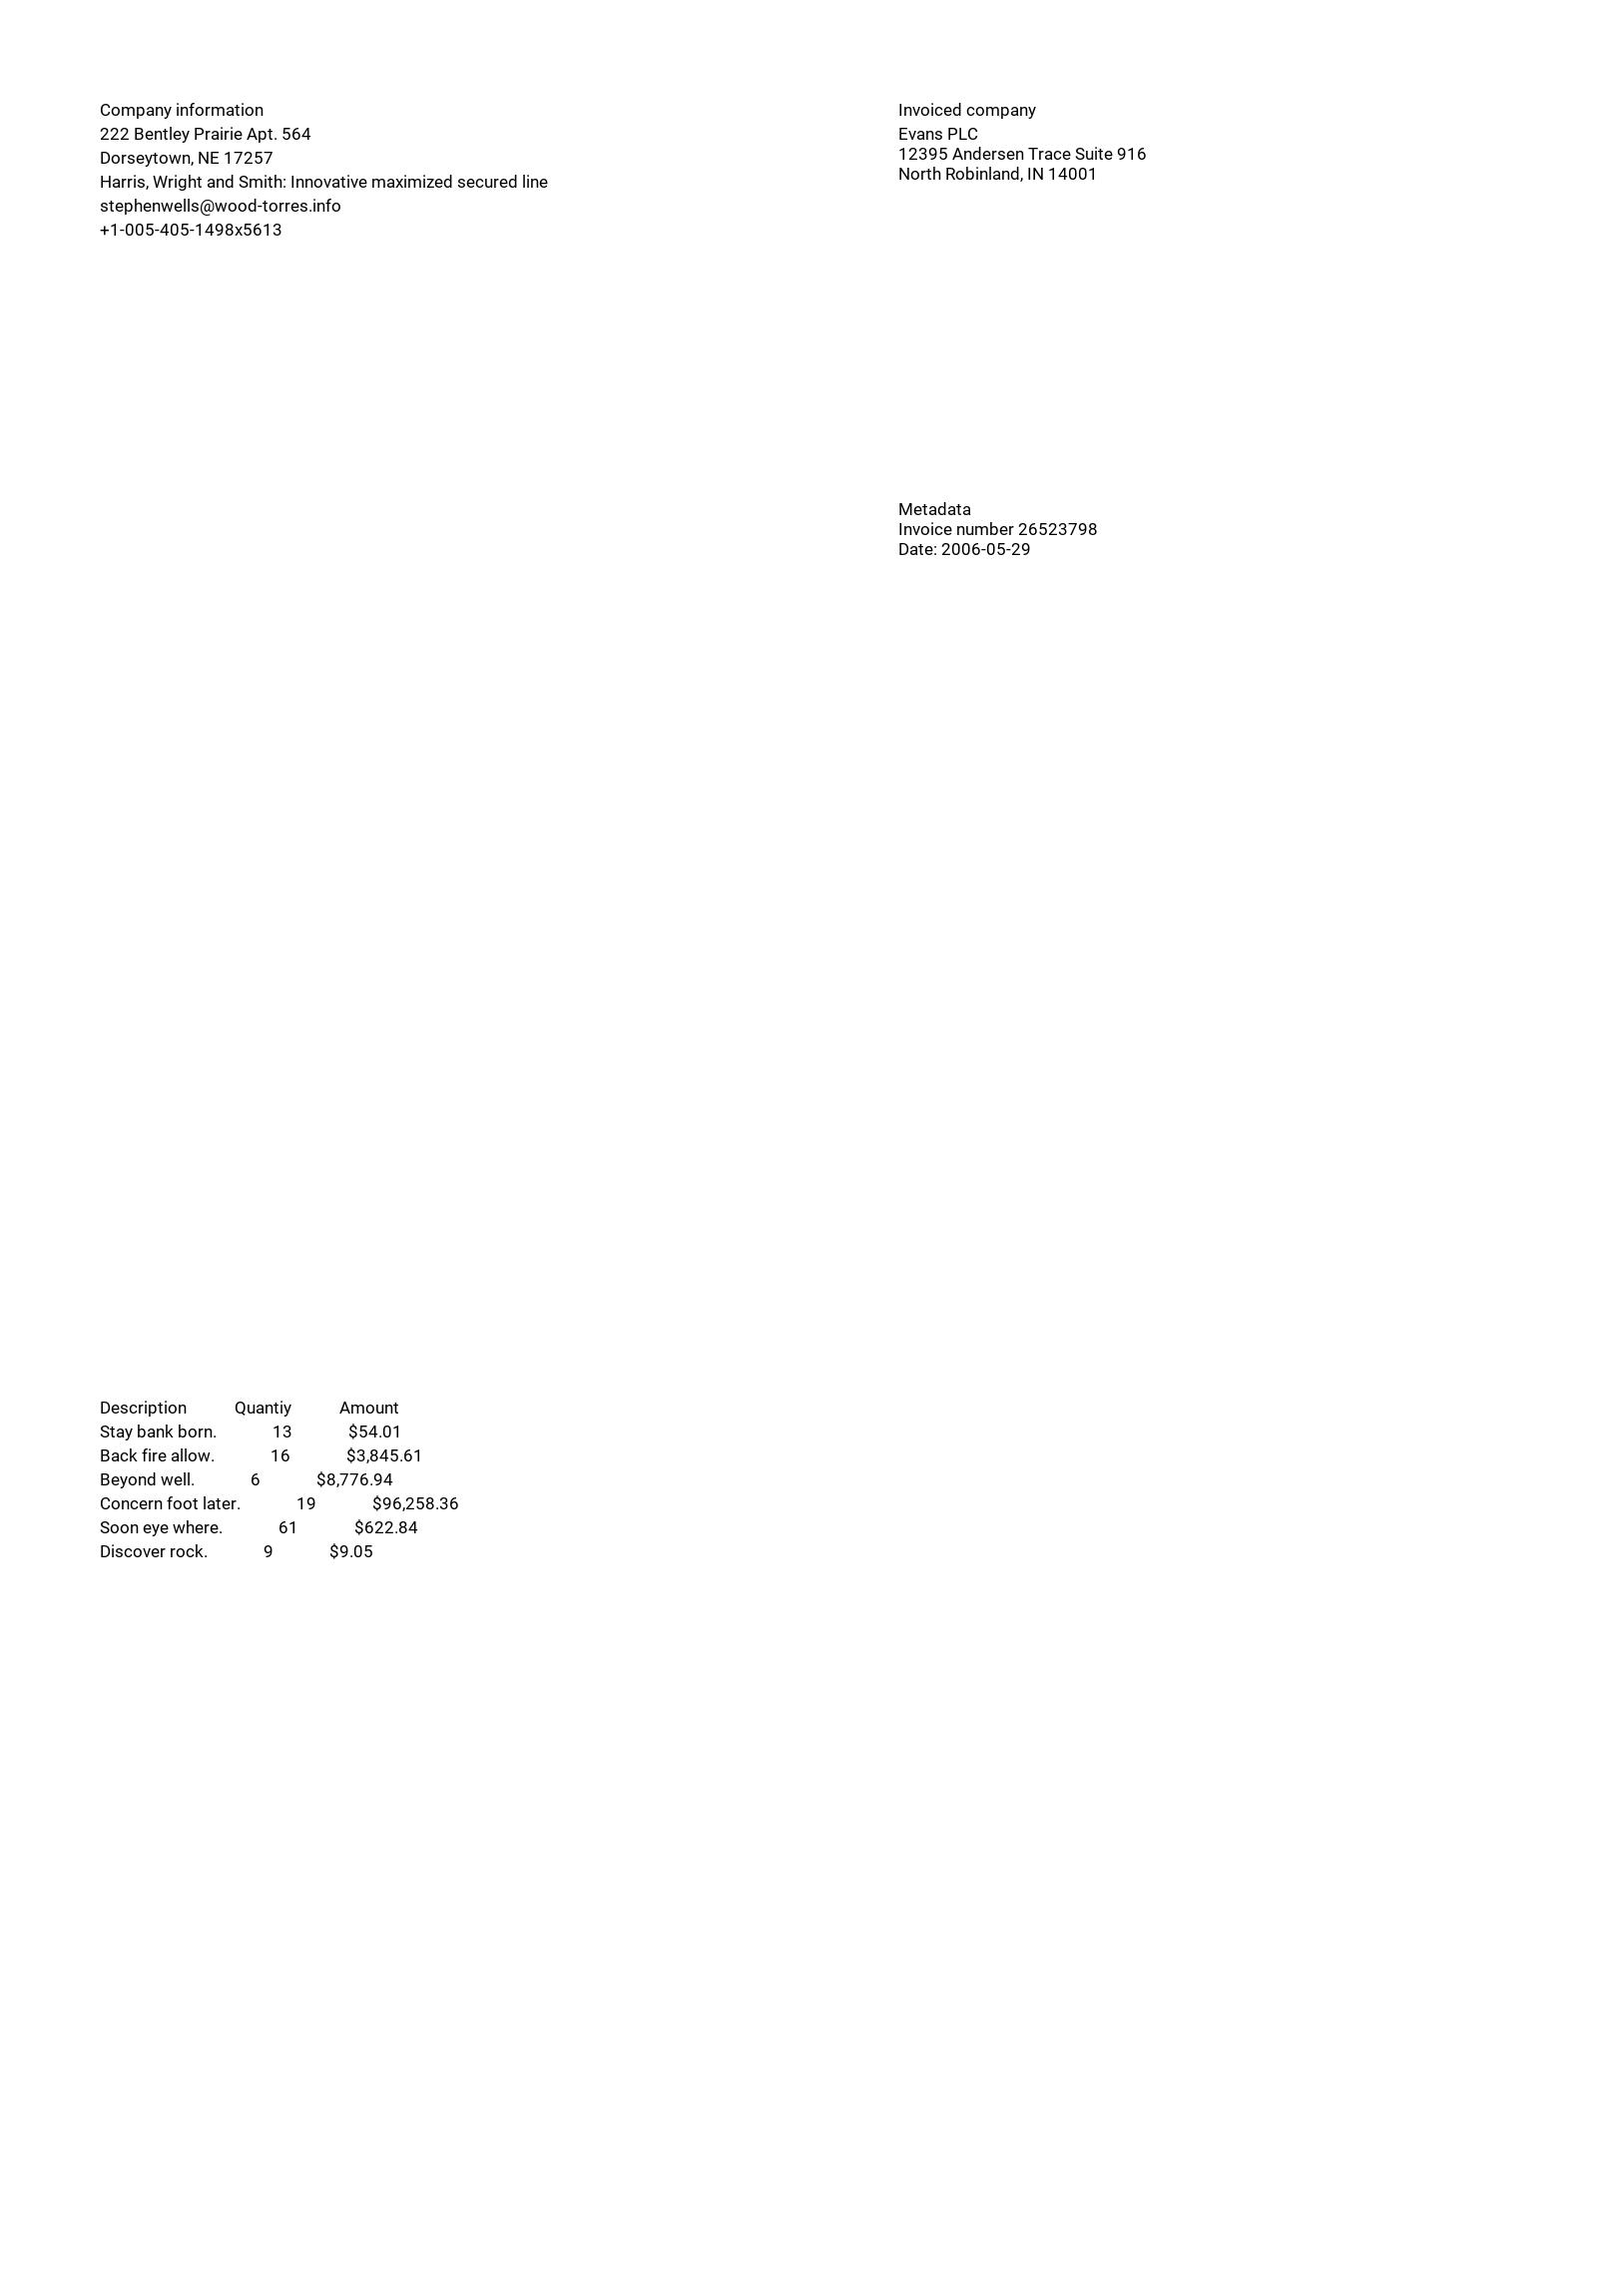 Company information
222 Bentley Prairie Apt. 564
Dorseytown, NE 17257
Harris, Wright and Smith: Innovative maximized secured line
stephenwells@wood-torres.info
+1-005-405-1498x5613
Invoiced company
Evans PLC
12395 Andersen Trace Suite 916
North Robinland, IN 14001
Metadata
Invoice number 26523798
Date: 2006-05-29
Description Quantiy Amount
Stay bank born. 13 $54.01
Back fire allow. 16 $3,845.61
Beyond well. 6 $8,776.94
Concern foot later. 19 $96,258.36
Soon eye where. 61 $622.84
Discover rock. 9 $9.05